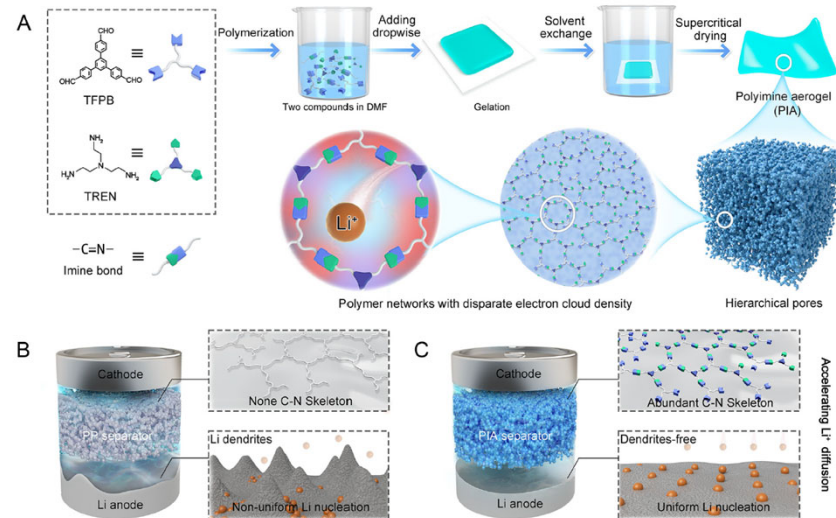 A
CHO
OHC
CHO
TFPB
NH₂
N
H₂N
NH₂
TREN
-C=N-
Imine bond
Polymerization
Two compounds in DMF
Adding
dropwise
Gelation
Solvent
exchange
Supercritical
drying
Polyimine aerogel
(PIA)
Li⁺
Polymer networks with disparate electron cloud density
Hierarchical pores
B
Cathode
PP separator
Li anode
None C-N Skeleton
Li dendrites
Non-uniform Li nucleation
C
Cathode
PIA separator
Li anode
Abundant C-N Skeleton
Dendrites-free
Uniform Li nucleation
Accelerating Li⁺ diffusion